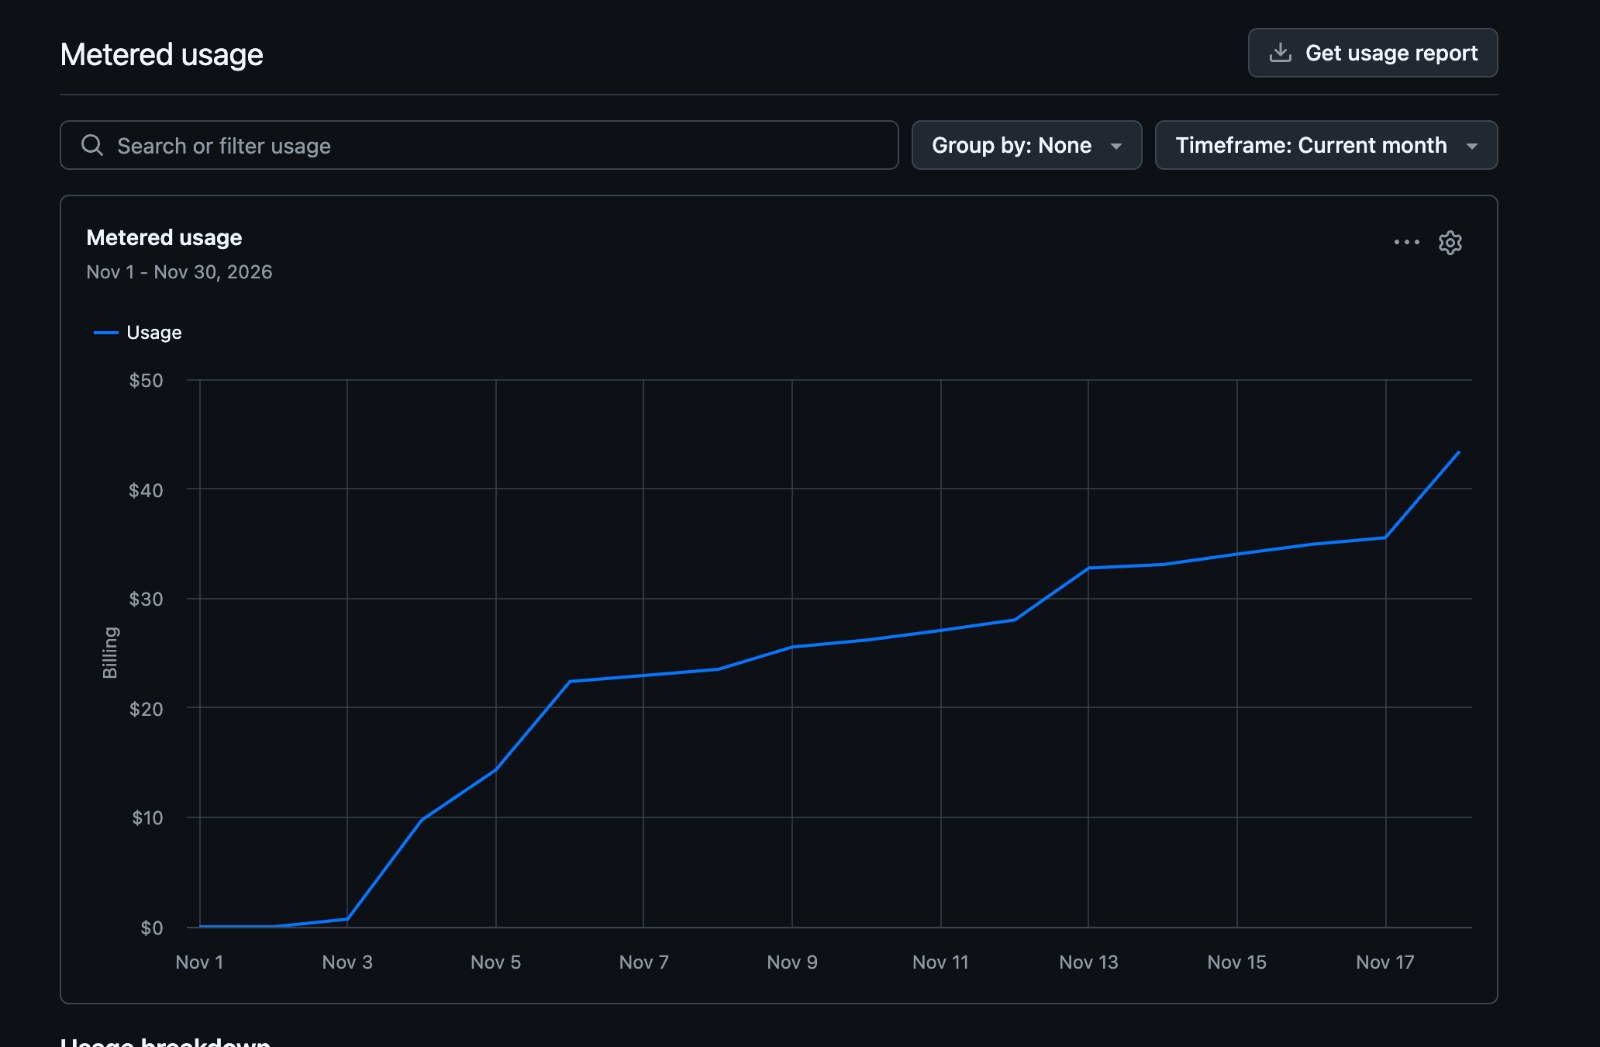 Metered usage
Get usage report
Search or filter usage
Group by: None
Timeframe: Current month
Metered usage
Nov 1 - Nov 30, 2026
Usage
$50
$40
$30
$20
$10
$0
Billing
Nov 1
Nov 3
Nov 5
Nov 7
Nov 9
Nov 11
Nov 13
Nov 15
Nov 17
Usage breakdown